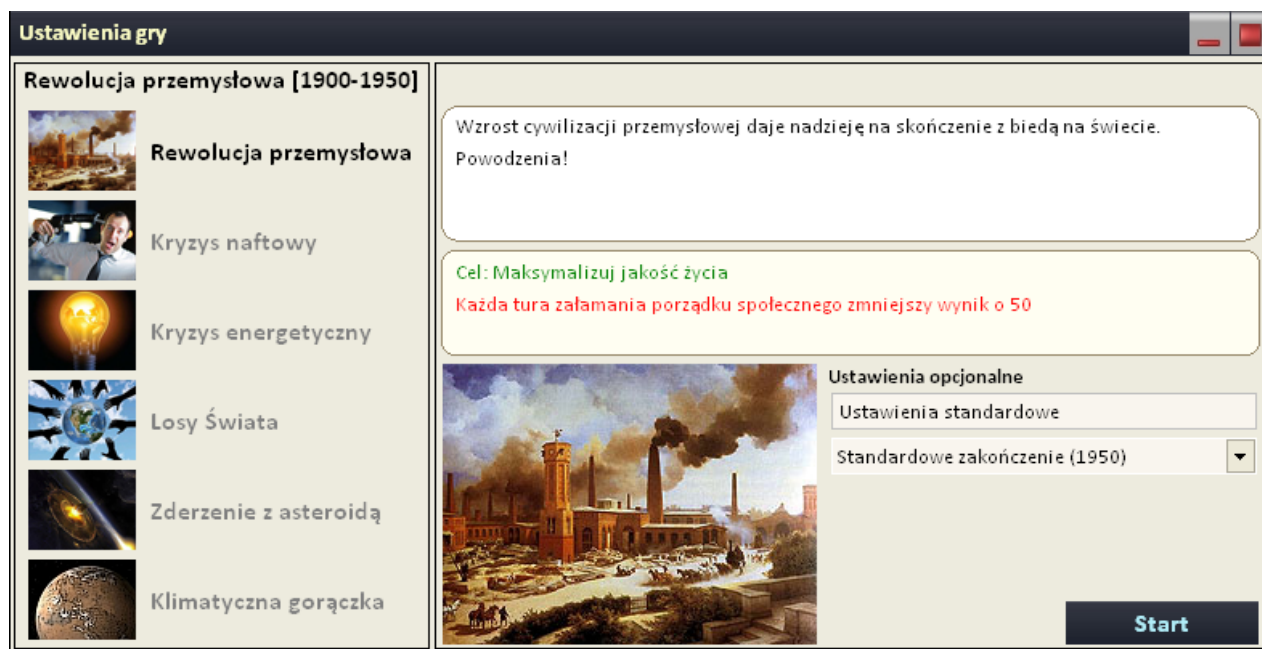 Ustawienia gry
Rewolucja przemysłowa [1900-1950]
Rewolucja przemysłowa
Kryzys naftowy
Kryzys energetyczny
Losy Świata
Zderzenie z asteroidą
Klimatyczna gorączka
Wzrost cywilizacji przemysłowej daje nadzieję na skończenie z biedą na świecie.
Powodzenia!
Cel: Maksymalizuj jakość życia
Każda tura załamania porządku społecznego zmniejszy wynik o 50
Ustawienia opcjonalne
Ustawienia standardowe
Standardowe zakończenie (1950)
Start